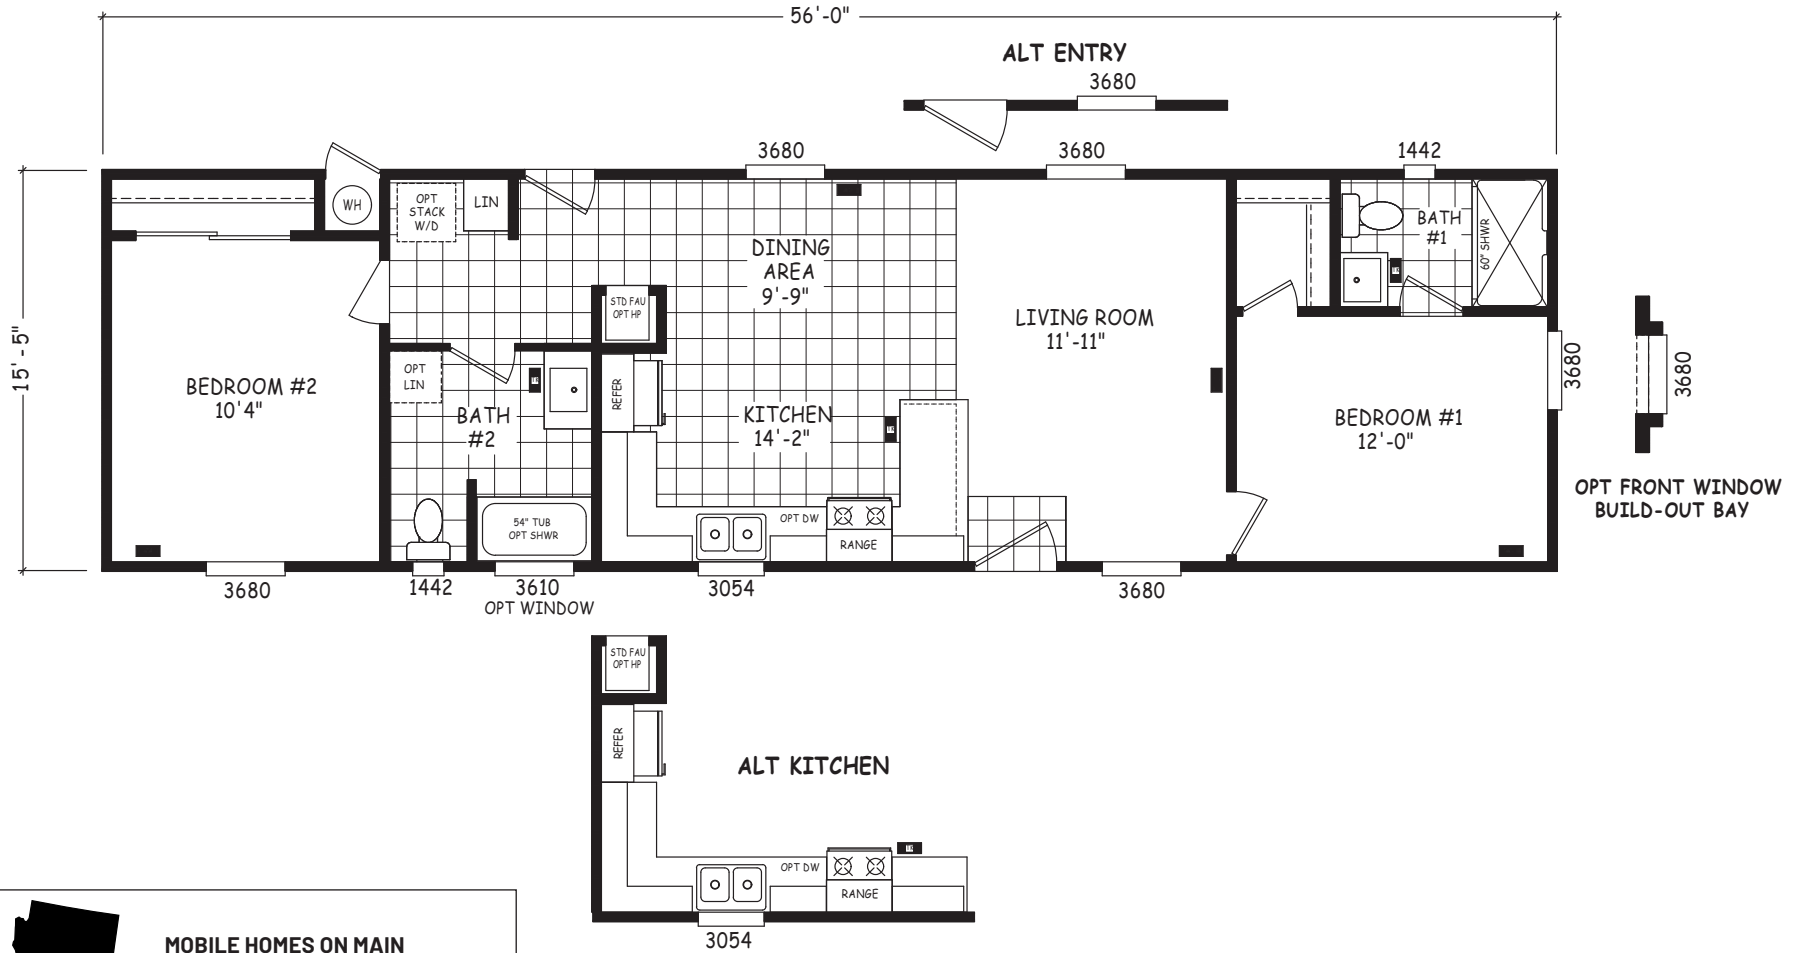 56'-0"
ALT ENTRY
3680
3680
3680
1442
15'-5"
WH
OPT
STACK
W/D
LIN
DINING
AREA
9'-9"
STD FAU
OPT HP
LIVING ROOM
11'-11"
BATH
#1
60" SHWR
BEDROOM #2
10'4"
OPT
LIN
BATH
#2
REFER
KITCHEN
14'-2"
BEDROOM #1
12'-0"
3680
3680
OPT FRONT WINDOW
BUILD-OUT BAY
54" TUB
OPT SHWR
OPT DW
RANGE
3680
1442
3610
OPT WINDOW
3054
3680
STD FAU
OPT HP
REFER
ALT KITCHEN
OPT DW
RANGE
3054
MOBILE HOMES ON MAIN